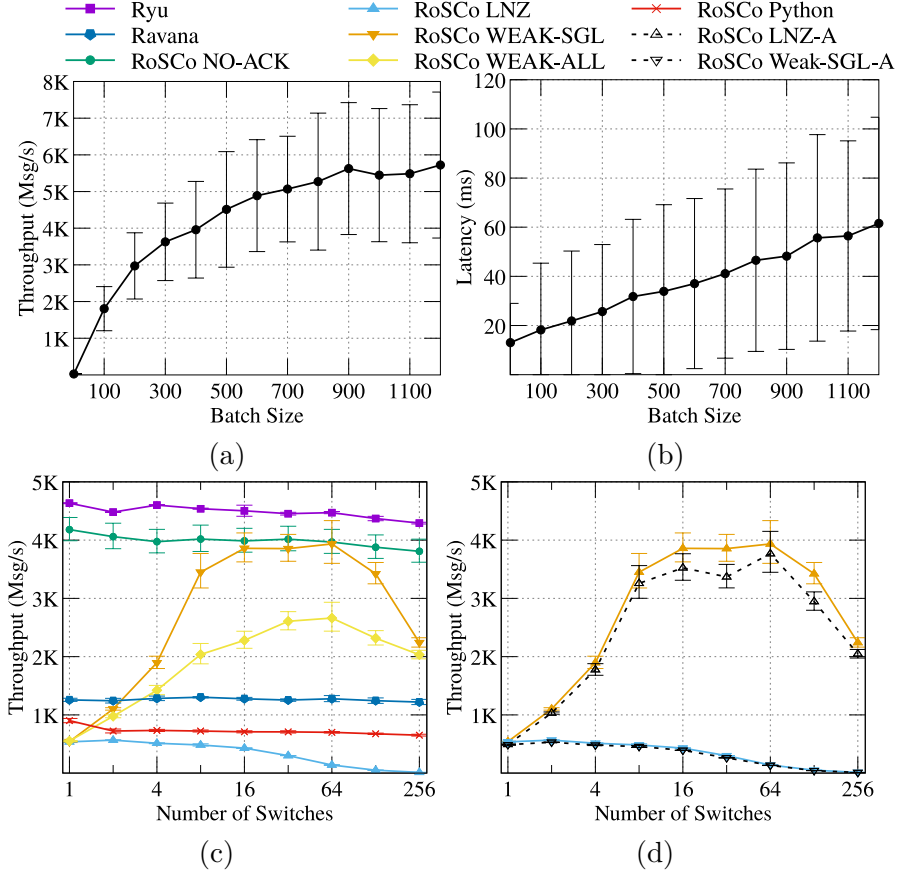 Ryu
Ravana
RoSCo NO-ACK
RoSCo LNZ
RoSCo WEAK-SGL
RoSCo WEAK-ALL
RoSCo Python
RoSCo LNZ-A
RoSCo Weak-SGL-A
8K
7K
6K
5K
4K
3K
2K
1K
Throughput (Msg/s)
100 300 500 700 900 1100
Batch Size
(a)
120
100
80
60
40
20
Latency (ms)
100 300 500 700 900 1100
Batch Size
(b)
5K
4K
3K
2K
1K
Throughput (Msg/s)
1 4 16 64 256
Number of Switches
(c)
5K
4K
3K
2K
1K
Throughput (Msg/s)
1 4 16 64 256
Number of Switches
(d)